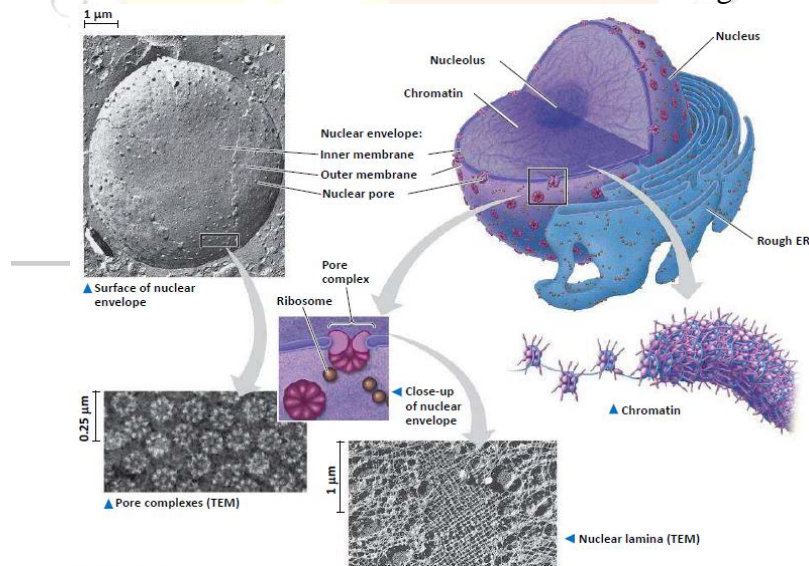 1 μm
Nucleus
Nucleolus
Chromatin
Nuclear envelope:
Inner membrane
Outer membrane
Nuclear pore
Rough ER
▲ Surface of nuclear
envelope
Pore
complex
Ribosome
◀ Close-up
of nuclear
envelope
▲ Chromatin
0.25 μm
▲ Pore complexes (TEM)
1 μm
◀ Nuclear lamina (TEM)